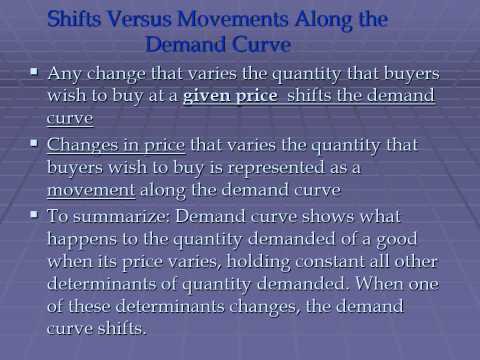 Shifts Versus Movements Along the
Demand Curve
▪ Any change that varies the quantity that buyers
wish to buy at a given price shifts the demand
curve
▪ Changes in price that varies the quantity that
buyers wish to buy is represented as a
movement along the demand curve
▪ To summarize: Demand curve shows what
happens to the quantity demanded of a good
when its price varies, holding constant all other
determinants of quantity demanded. When one
of these determinants changes, the demand
curve shifts.